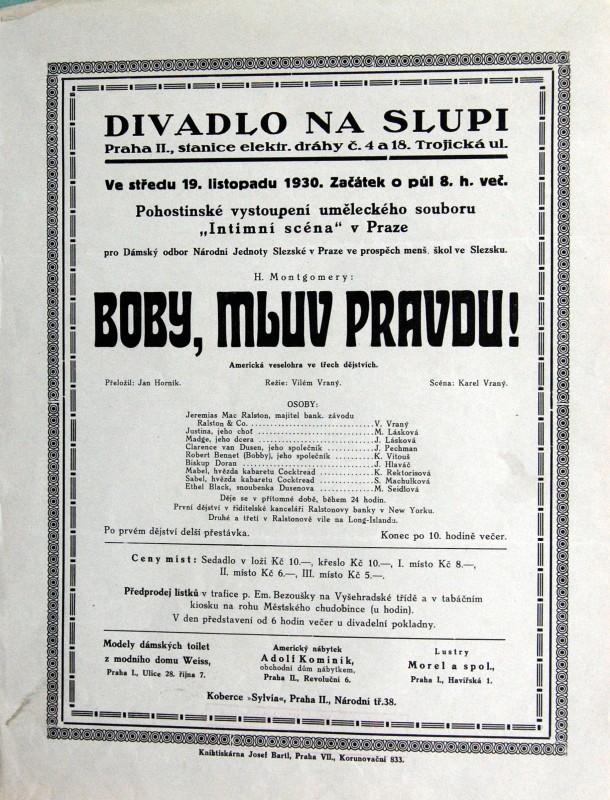 DIVADLO NA SLUPI
Praha II., stanice elektr. dráhy č. 4 a 18. Trojická ul.
Ve středu 19. listopadu 1930. Začátek o půl 8. h. več.
Pohostinské vystoupení uměleckého souboru
„Intimní scéna" v Praze
pro Dámský odbor Národní Jednoty Slezské v Praze ve prospěch menš. škol ve Slezsku.
H. Montgomery:
BOBY, MLUV PRAVDU!
Americká veselohra ve třech dějstvích.
Přeložil: Jan Horník. Režie: Vilém Vraný. Scéna: Karel Vraný.
OSOBY:
Jeremias Mac Ralston, majitel bank. závodu
Ralston & Co. . . . . . . . . . . . . . . . . . . . . V. Vraný
Justina, jeho choť . . . . . . . . . . . . . . . . . . . M. Lásková
Madge, jeho dcera . . . . . . . . . . . . . . . . . . . J. Lásková
Clarence van Dusen, jeho společník . . . . . . . . . J. Pechman
Robert Bennet (Bobby), jeho společník . . . . . . . . K. Vitouš
Biskup Doran . . . . . . . . . . . . . . . . . . . . . . J. Hlaváč
Mabel, hvězda kabaretu Cocktread . . . . . . . . . . K. Rektorisová
Sabel, hvězda kabaretu Cocktread . . . . . . . . . . S. Machulková
Ethel Black, snoubenka Dusenova . . . . . . . . . . M. Seidlová
Děje se v přítomné době, během 24 hodin.
První dějství v řiditelské kanceláři Ralstonovy banky v New Yorku.
Druhé a třetí v Ralstonově vile na Long-Islandu.
Po prvém dějství delší přestávka. Konec po 10. hodině večer.
Ceny míst: Sedadlo v loži Kč 10.—, křeslo Kč 10.—, I. místo Kč 8.—,
II. místo Kč 6.—, III. místo Kč 5.—.
Předprodej lístků v trafice p. Em. Bezoušky na Vyšehradské třídě a v tabáčním
kiosku na rohu Městského chudobince (u hodin).
V den představení od 6 hodin večer u divadelní pokladny.
Modely dámských toilet
z modního domu Weiss,
Praha I., Ulice 28. října 7.
Americký nábytek
Adolf Kominík,
obchodní dům nábytkem,
Praha II., Revoluční 6.
Lustry
Morel a spol.,
Praha I., Havířská 1.
Koberce »Sylvia«, Praha II., Národní tř. 38.
Knihtiskárna Josef Bartl, Praha VII., Korunovační 833.